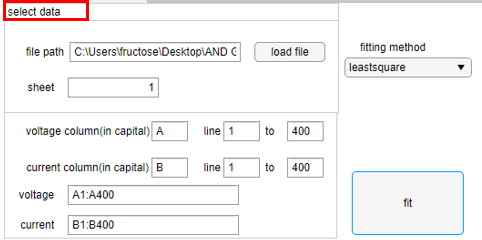 select data
file path C:\Users\fructose\Desktop\AND G load file
fitting method
leastsquare
sheet 1
voltage column(in capital) A line 1 to 400
current column(in capital) B line 1 to 400
voltage A1:A400
current B1:B400
fit